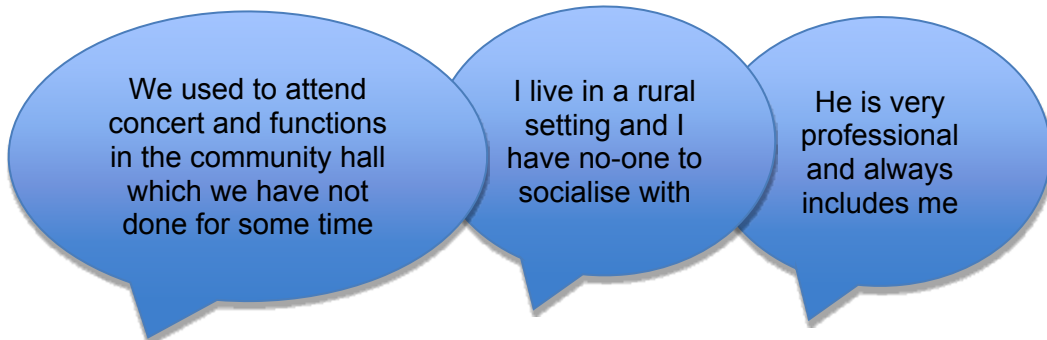 We used to attend
concert and functions
in the community hall
which we have not
done for some time
I live in a rural
setting and I
have no-one to
socialise with
He is very
professional
and always
includes me